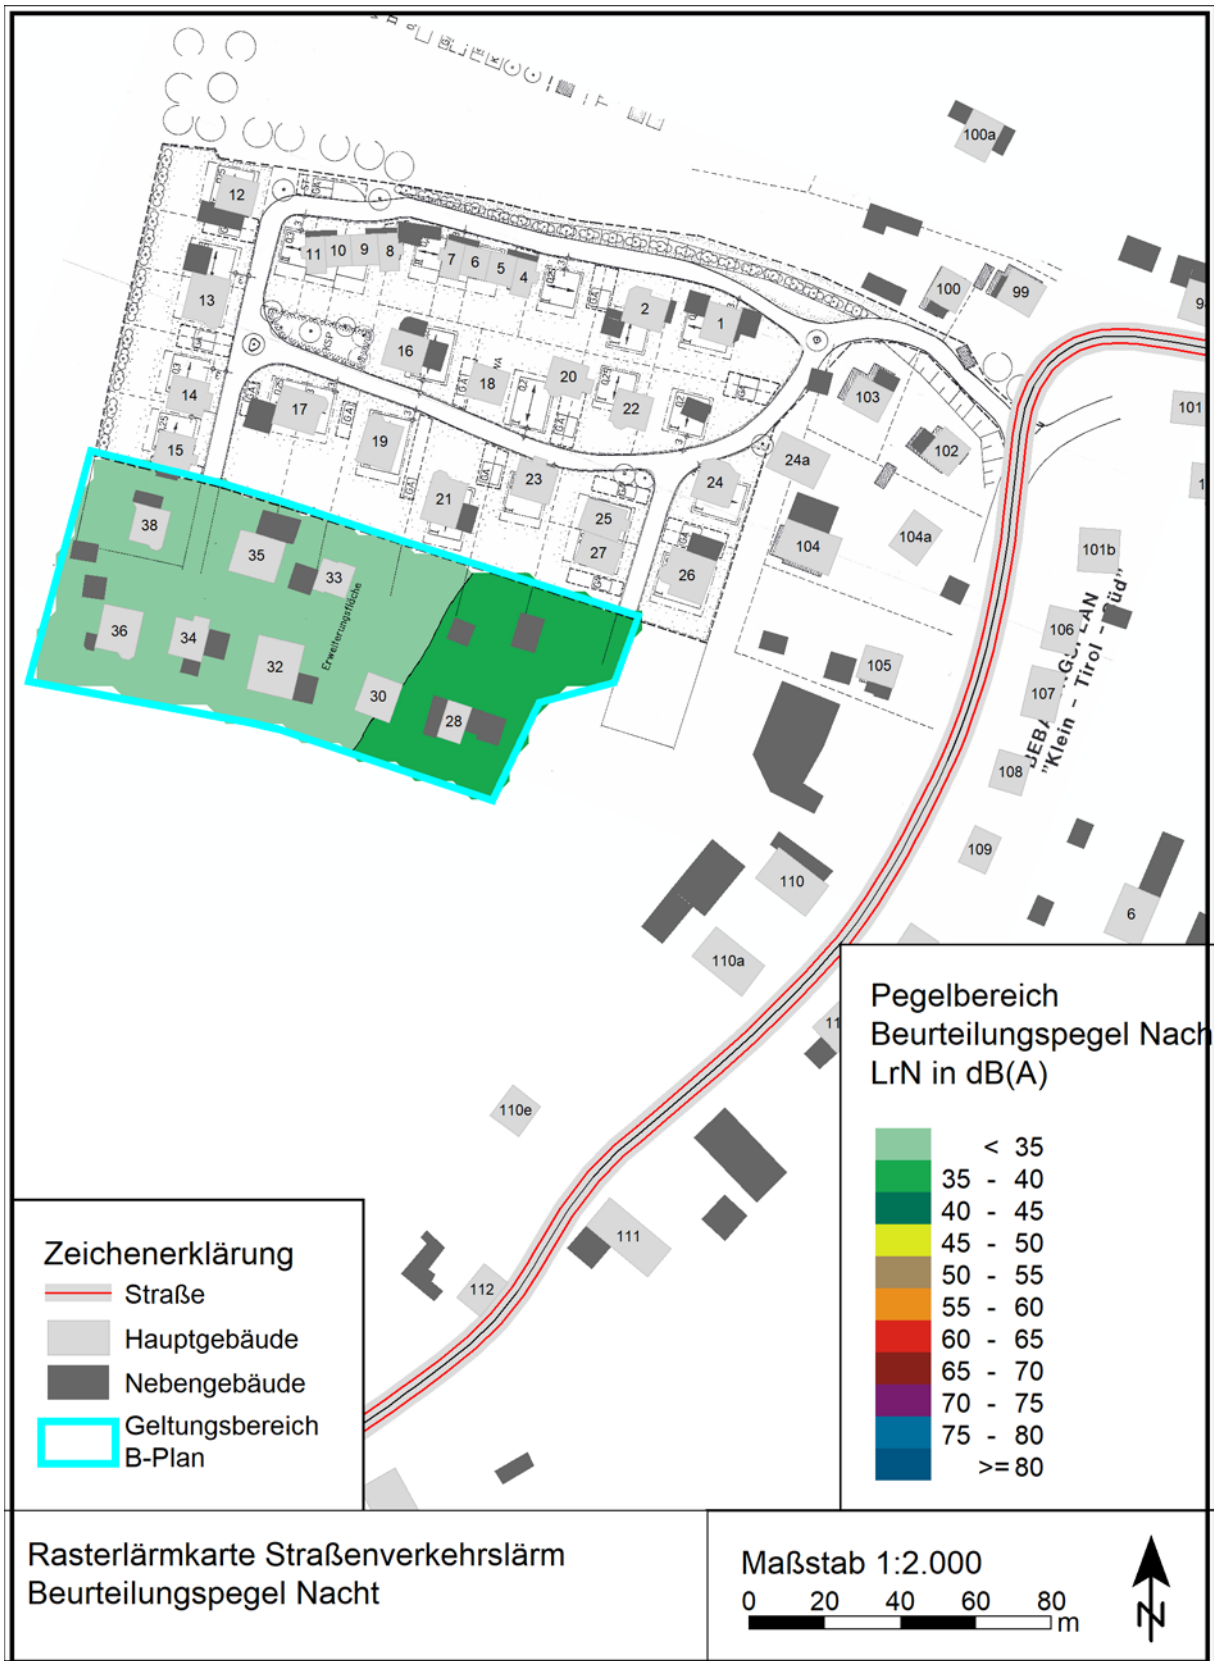 100a
12
11
10
9
8
7
6
5
4
2
1
100
99
13
16
18
20
22
103
102
101
14
17
19
15
21
23
24
24a
25
27
26
104
104a
101b
106
107
108
109
105
38
35
33
36
34
32
30
28
Erweiterungsfläche
KSP
"Klein - Tirol - Süd"
110
110a
6
110e
111
112
Pegelbereich
Beurteilungspegel Nach
LrN in dB(A)
< 35
35 - 40
40 - 45
45 - 50
50 - 55
55 - 60
60 - 65
65 - 70
70 - 75
75 - 80
>= 80
Zeichenerklärung
Straße
Hauptgebäude
Nebengebäude
Geltungsbereich
B-Plan
Rasterlärmkarte Straßenverkehrslärm
Beurteilungspegel Nacht
Maßstab 1:2.000
0 20 40 60 80
m
N